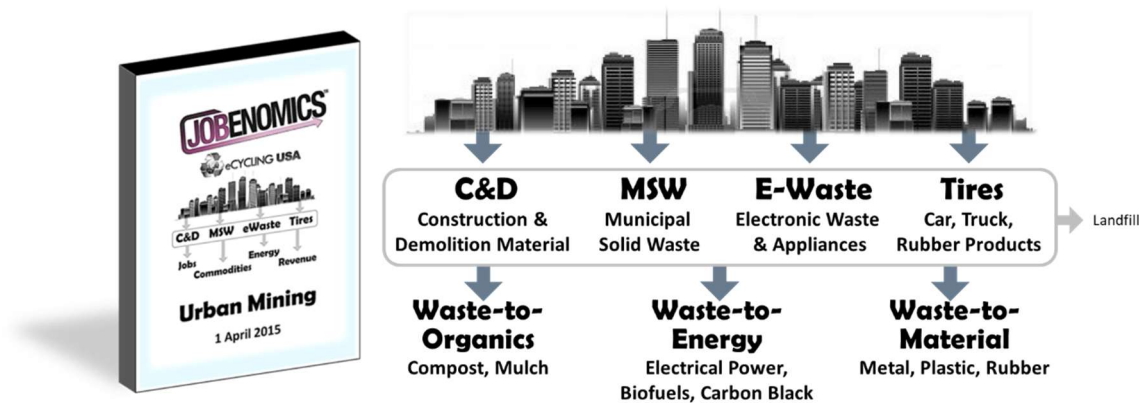 JOBENOMICS™
eCYCLING USA
C&D MSW eWaste Tires
Jobs
Commodities
Energy
Revenue
Urban Mining
1 April 2015
C&D
Construction &
Demolition Material
MSW
Municipal
Solid Waste
E-Waste
Electronic Waste
& Appliances
Tires
Car, Truck,
Rubber Products
Landfill
Waste-to-
Organics
Compost, Mulch
Waste-to-
Energy
Electrical Power,
Biofuels, Carbon Black
Waste-to-
Material
Metal, Plastic, Rubber